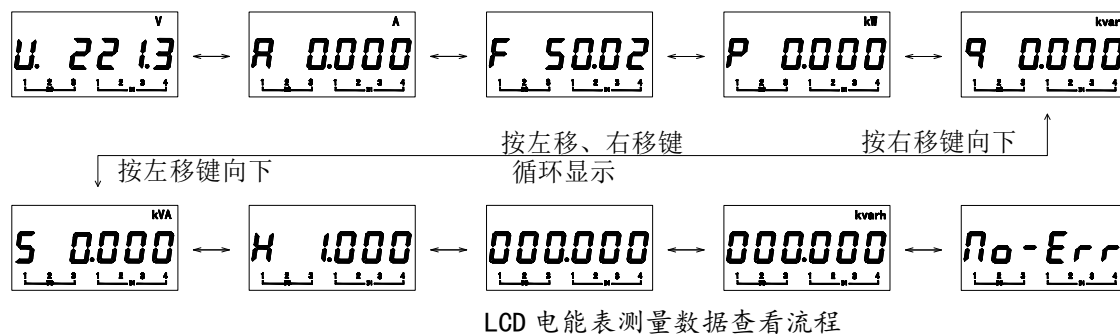 V A kW kvar
U. 221.3 A 0.000 F 50.02 P 0.000 q 0.000
按左移、右移键 按右移键向下
按左移键向下 循环显示
kVA kvarh
S 0.000 H 1.000 000.000 000.000 no-Err
LCD 电能表测量数据查看流程